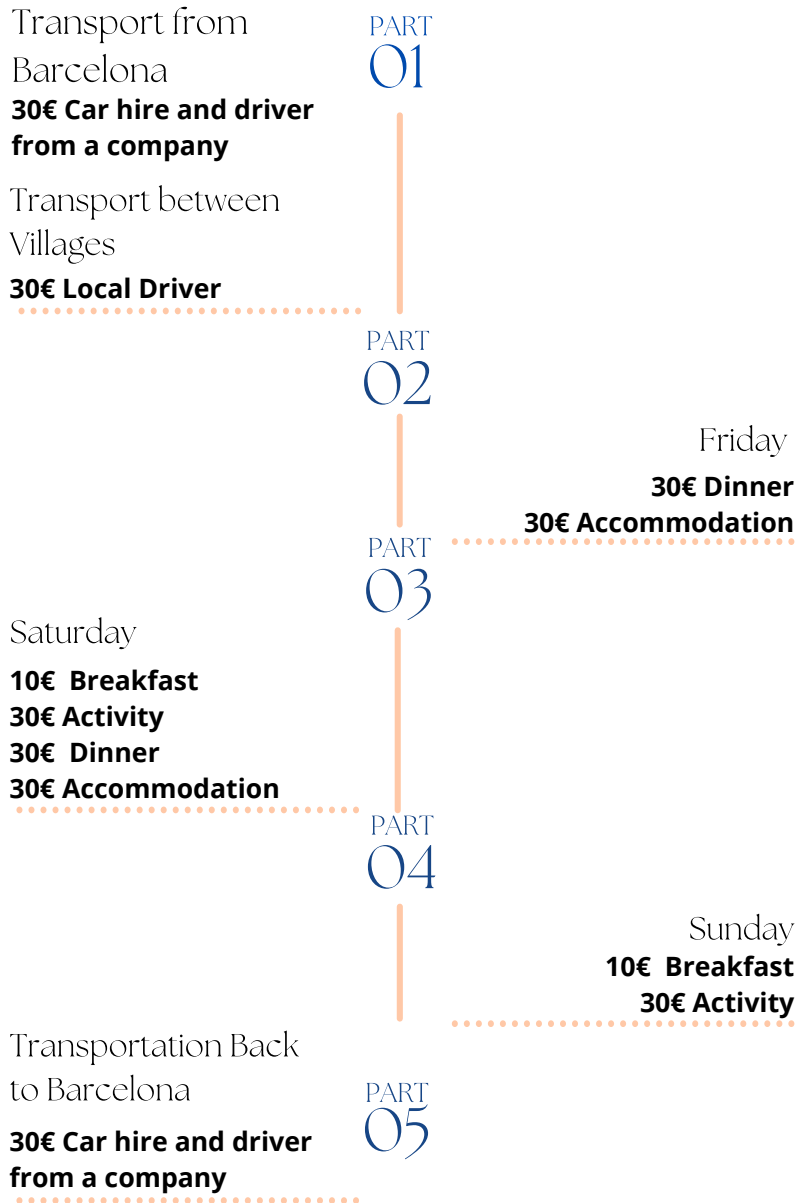 Transport from
Barcelona
30€ Car hire and driver
from a company
PART
01
Transport between
Villages
30€ Local Driver
PART
02
Friday
30€ Dinner
30€ Accommodation
PART
03
Saturday
10€  Breakfast
30€ Activity
30€  Dinner
30€ Accommodation
PART
04
Sunday
10€  Breakfast
30€ Activity
Transportation Back
to Barcelona
PART
05
30€ Car hire and driver
from a company